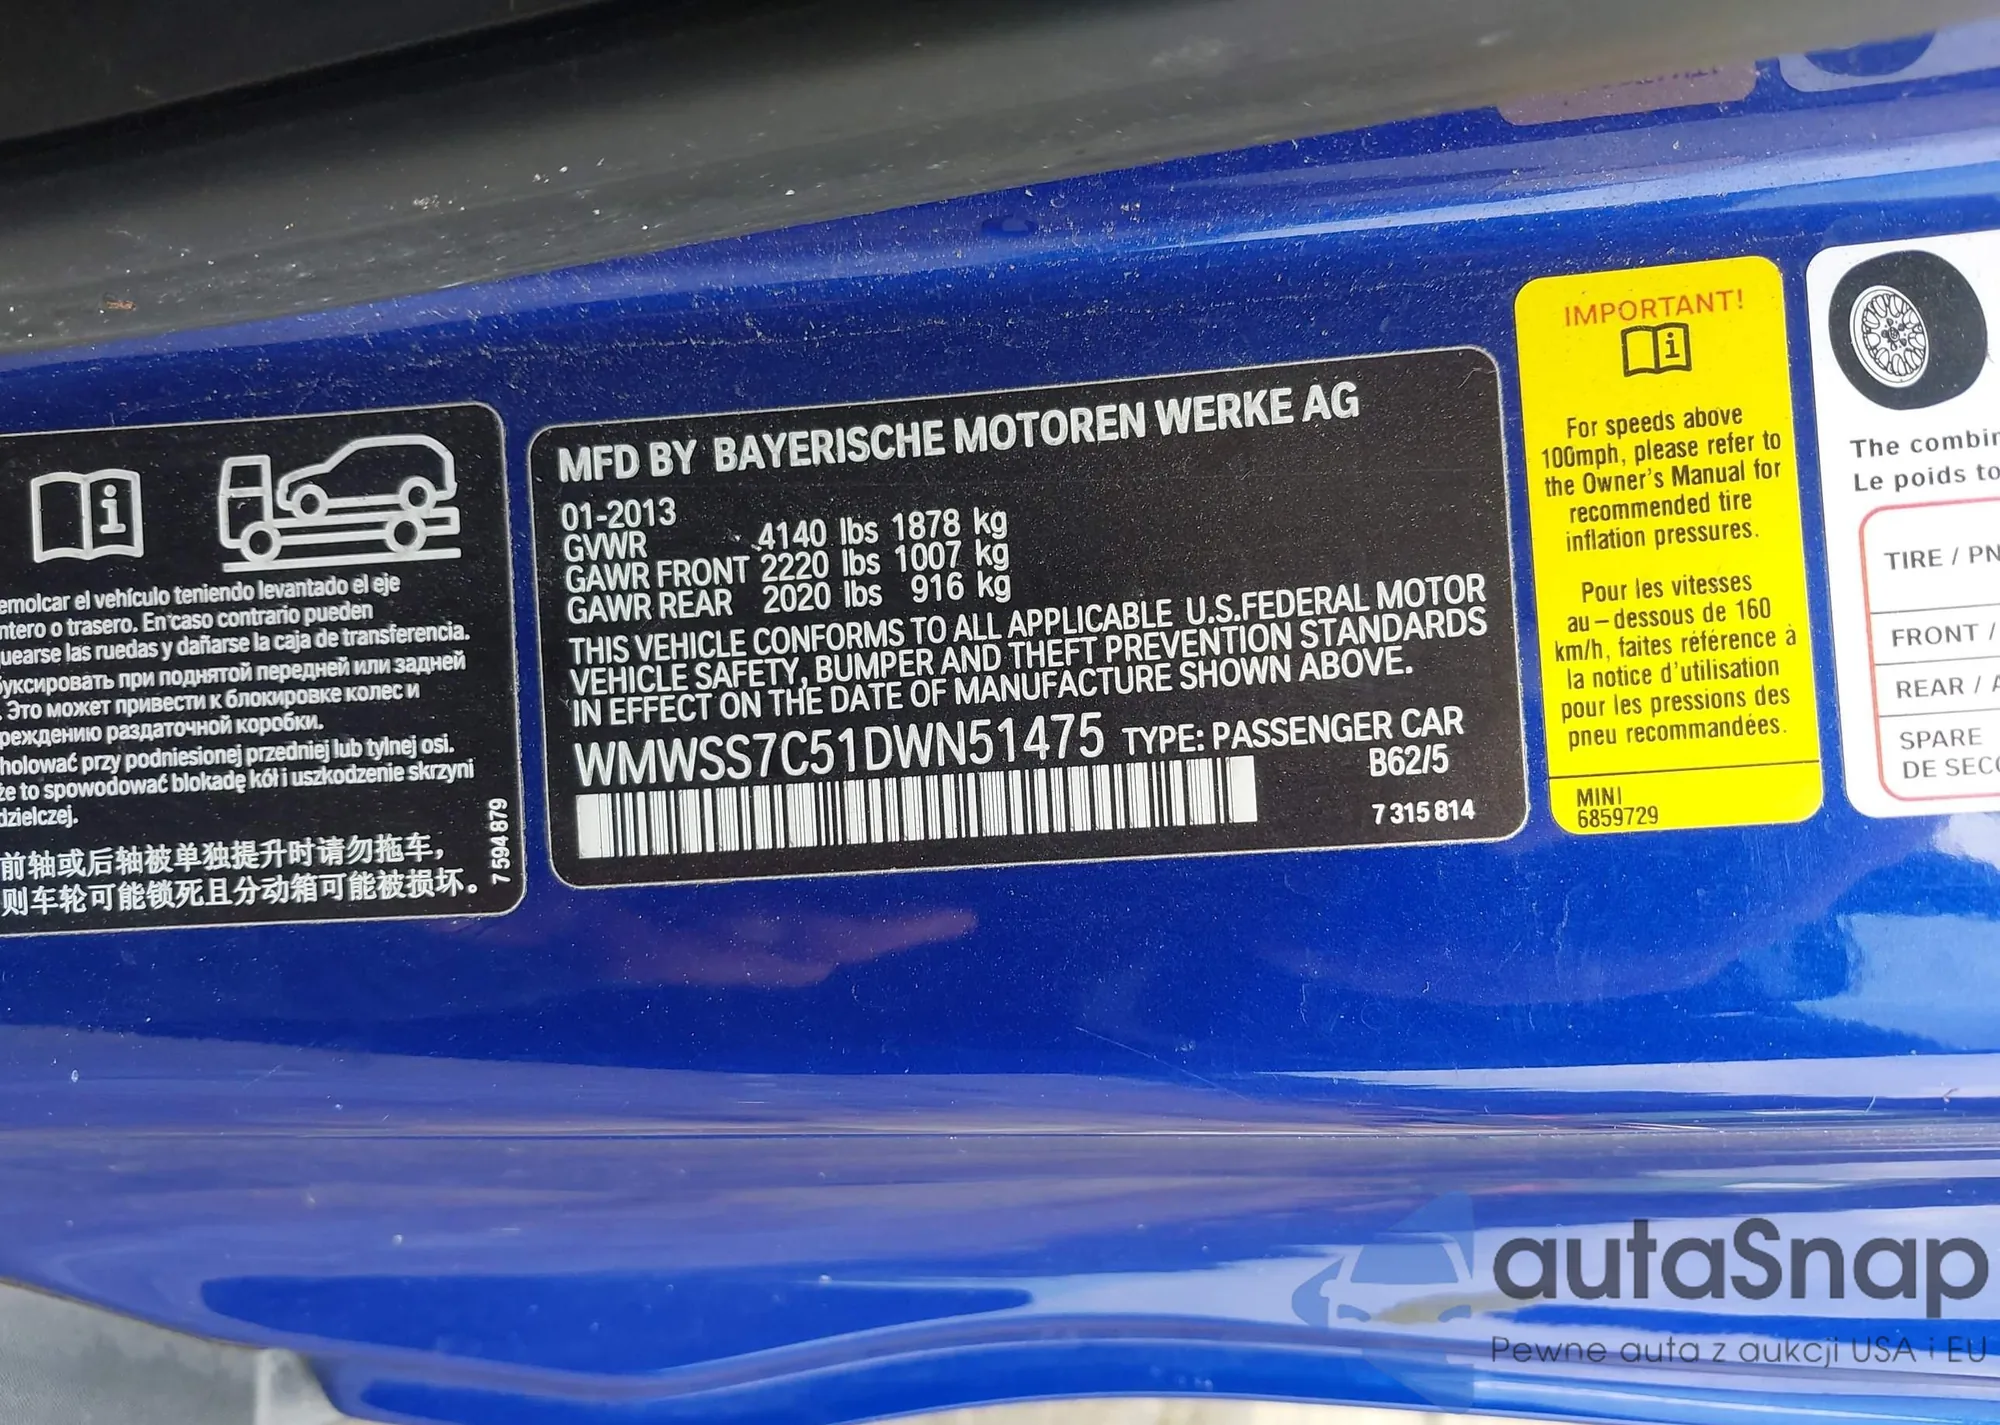 emolcar el vehículo teniendo levantado el eje
ntero o trasero. En caso contrario pueden
quearse las ruedas y dañarse la caja de transferencia.
буксировать при поднятой передней или задней
. Это может привести к блокировке колес и
реждению раздаточной коробки.
holować przy podniesionej przedniej lub tylnej osi.
że to spowodować blokadę kół i uszkodzenie skrzyni
dzielczej.
前轴或后轴被单独提升时请勿拖车，
则车轮可能锁死且分动箱可能被损坏。
7 594 879
MFD BY BAYERISCHE MOTOREN WERKE AG
01-2013
GVWR 4140 lbs 1878 kg
GAWR FRONT 2220 lbs 1007 kg
GAWR REAR 2020 lbs 916 kg
THIS VEHICLE CONFORMS TO ALL APPLICABLE U.S.FEDERAL MOTOR
VEHICLE SAFETY, BUMPER AND THEFT PREVENTION STANDARDS
IN EFFECT ON THE DATE OF MANUFACTURE SHOWN ABOVE.
WMWSS7C51DWN51475 TYPE: PASSENGER CAR
B62/5
7 315 814
IMPORTANT!
For speeds above
100mph, please refer to
the Owner's Manual for
recommended tire
inflation pressures.
Pour les vitesses
au-dessous de 160
km/h, faites référence à
la notice d'utilisation
pour les pressions des
pneu recommandées.
MINI
6859729
The combin
Le poids to
TIRE / PN
FRONT /
REAR / A
SPARE
DE SECO
autaSnap
Pewne auta z aukcji USA i EU